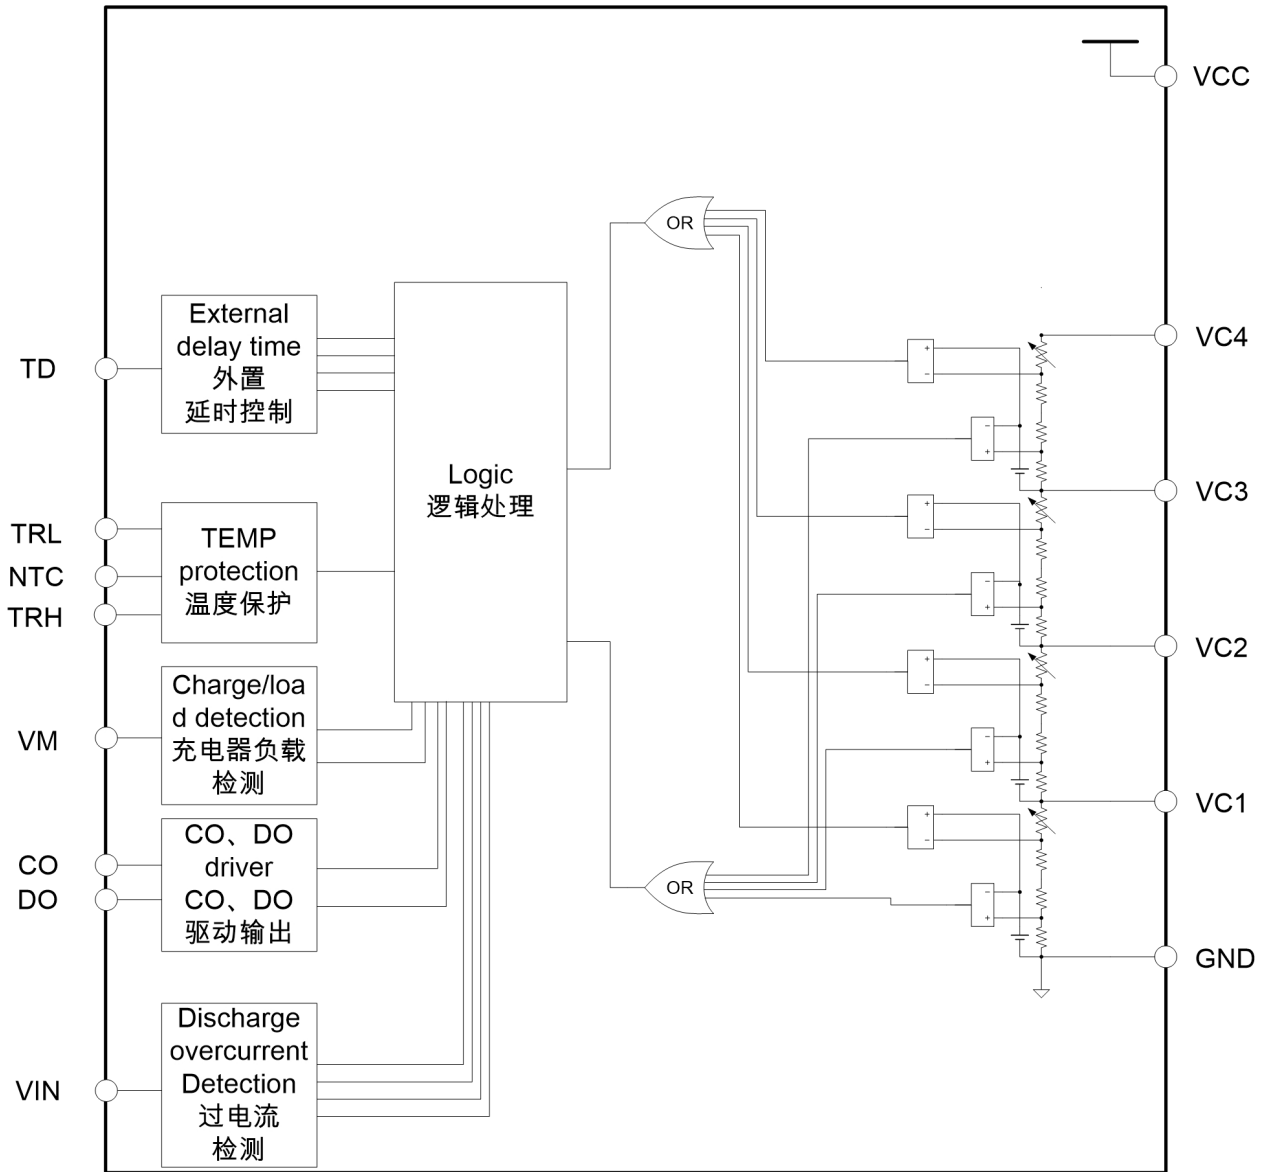 VCC
OR
External
delay time
外置
延时控制
TD
VC4
+
−
−
+
Logic
逻辑处理
VC3
+
−
TRL
NTC
TRH
TEMP
protection
温度保护
−
+
VC2
+
−
Charge/loa
d detection
充电器负载
检测
VM
−
+
VC1
+
−
CO
DO
CO、DO
driver
CO、DO
驱动输出
OR
−
+
GND
Discharge
overcurrent
Detection
过电流
检测
VIN